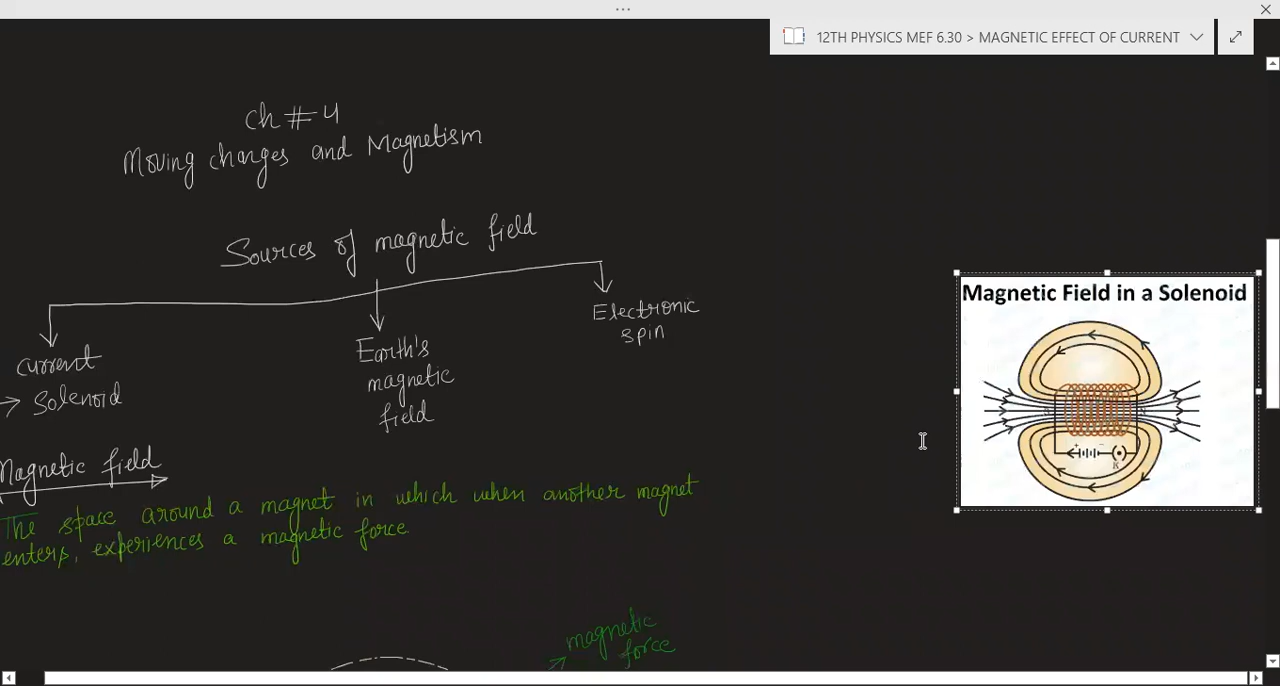 12TH PHYSICS MEF 6.30 > MAGNETIC EFFECT OF CURRENT
Ch # 4
Moving changes and Magnetism
Sources of magnetic field
Current
→ Solenoid
Earth's
magnetic
field
Electronic
spin
Magnetic Field in a Solenoid
K
Magnetic field
The space around a magnet in which when another magnet
enters, experiences a magnetic force
magnetic
force